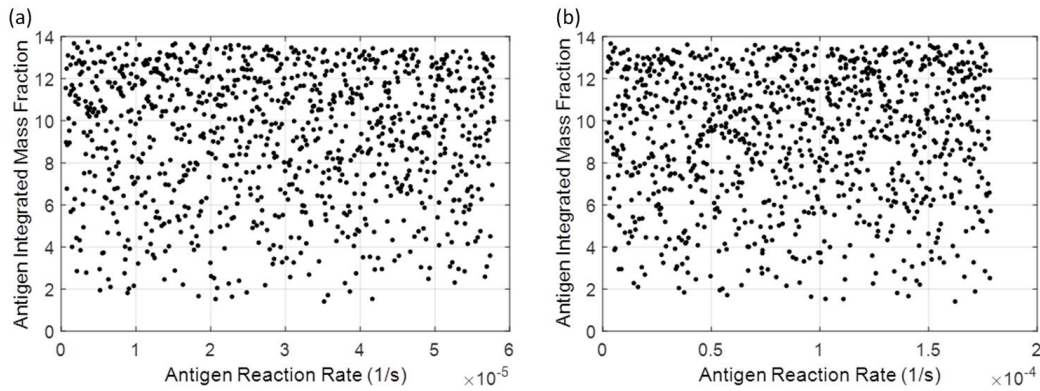 (a)
Antigen Integrated Mass Fraction
14
12
10
8
6
4
2
0
0 1 2 3 4 5 6
Antigen Reaction Rate (1/s) ×10⁻⁵
(b)
Antigen Integrated Mass Fraction
14
12
10
8
6
4
2
0
0 0.5 1 1.5 2
Antigen Reaction Rate (1/s) ×10⁻⁴